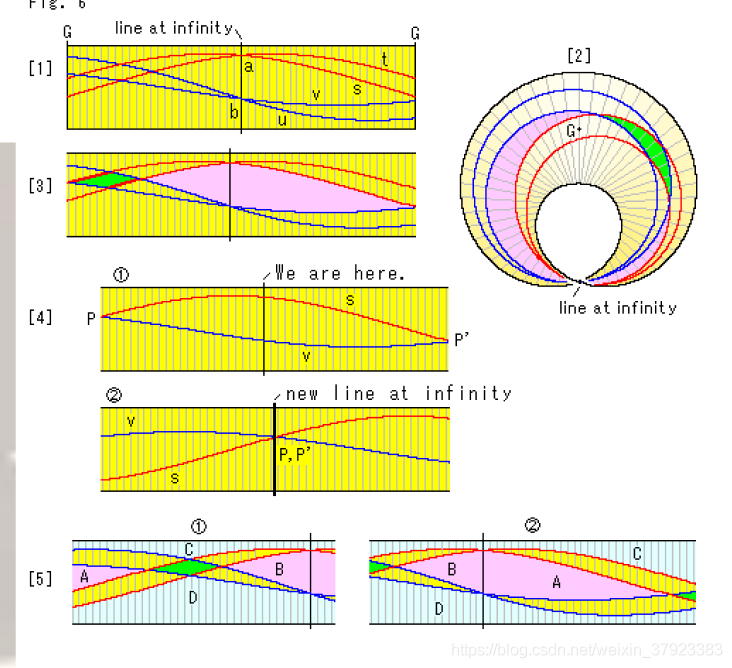 Fig. 6
G line at infinity G
[1] a t
v s
b u
[2]
G
[3]
line at infinity
① We are here.
[4] s
P P'
v
② new line at infinity
v
P,P'
s
① ②
[5] C C
A B B A
D D
https://blog.csdn.net/weixin_37923383